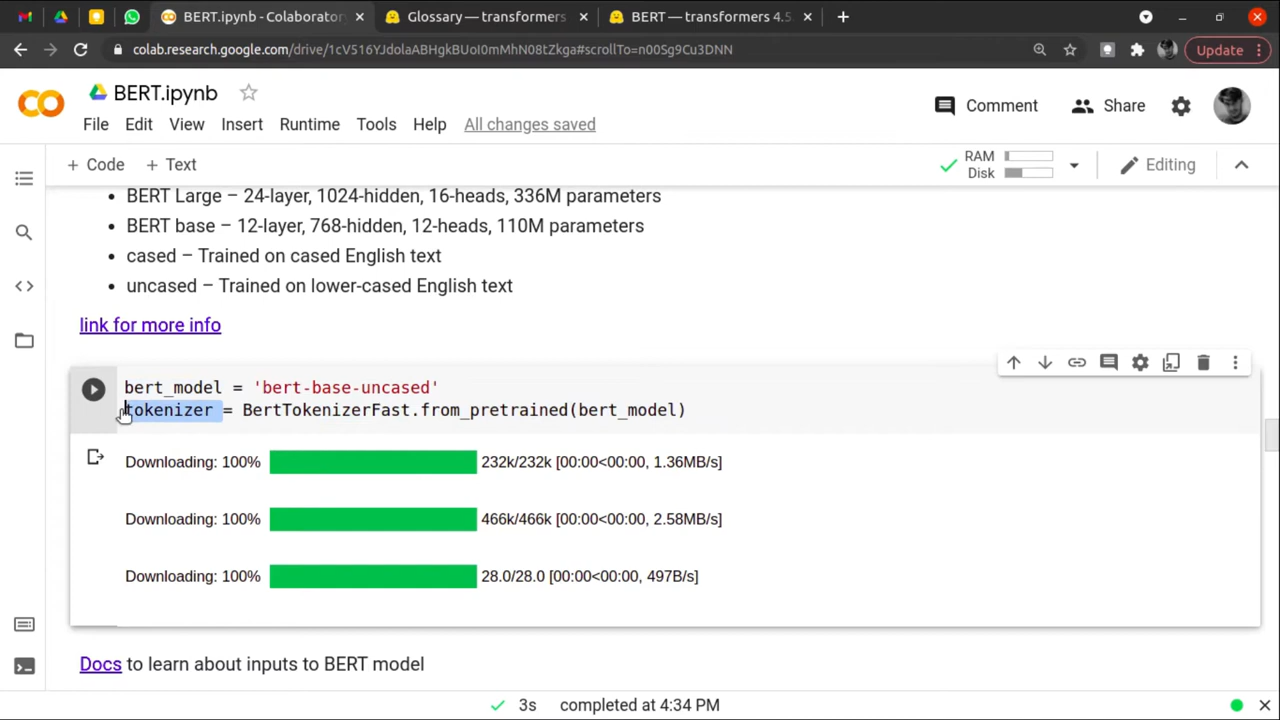 BERT.ipynb - Colaboratory
Glossary — transformers
BERT — transformers 4.5
colab.research.google.com/drive/1cV516YJdolaABHgkBUoI0mMhN08tZkga#scrollTo=n00Sg9Cu3DNN
Update
BERT.ipynb
Comment
Share
File Edit View Insert Runtime Tools Help All changes saved
+ Code + Text
RAM
Disk
Editing
• BERT Large – 24-layer, 1024-hidden, 16-heads, 336M parameters
• BERT base – 12-layer, 768-hidden, 12-heads, 110M parameters
• cased – Trained on cased English text
• uncased – Trained on lower-cased English text
link for more info
bert_model = 'bert-base-uncased'
tokenizer = BertTokenizerFast.from_pretrained(bert_model)
Downloading: 100% 232k/232k [00:00<00:00, 1.36MB/s]
Downloading: 100% 466k/466k [00:00<00:00, 2.58MB/s]
Downloading: 100% 28.0/28.0 [00:00<00:00, 497B/s]
Docs to learn about inputs to BERT model
3s completed at 4:34 PM